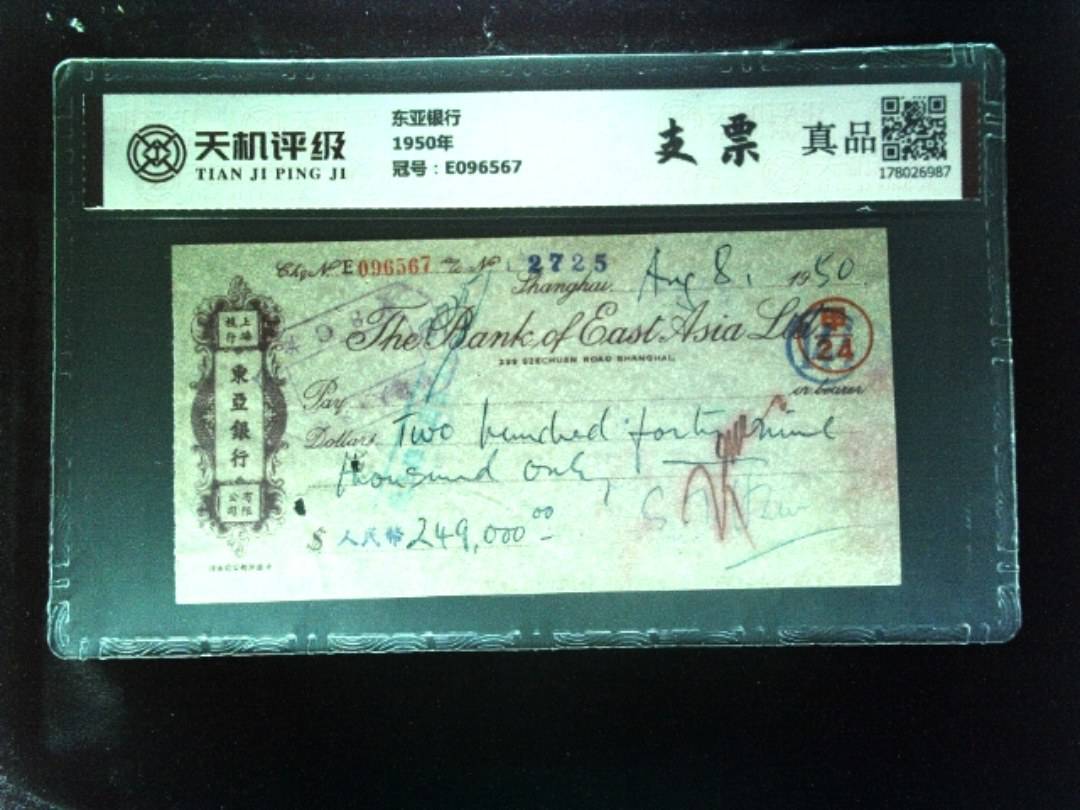 天机评级
TIAN JI PING JI
东亚银行
1950年
冠号：E096567
支票
真品
178026987
Chq No. E 096567 a/c No 2725
Shanghai, Aug 8, 1950
The Bank of East Asia Ltd
299 SZECHUEN ROAD SHANGHAI.
甲
24
Pay
or bearer
Dollars Two hundred forty nine
thousand only,
$ 人民幣 249,000 00
上海
枝行
東亞銀行
有限
公司